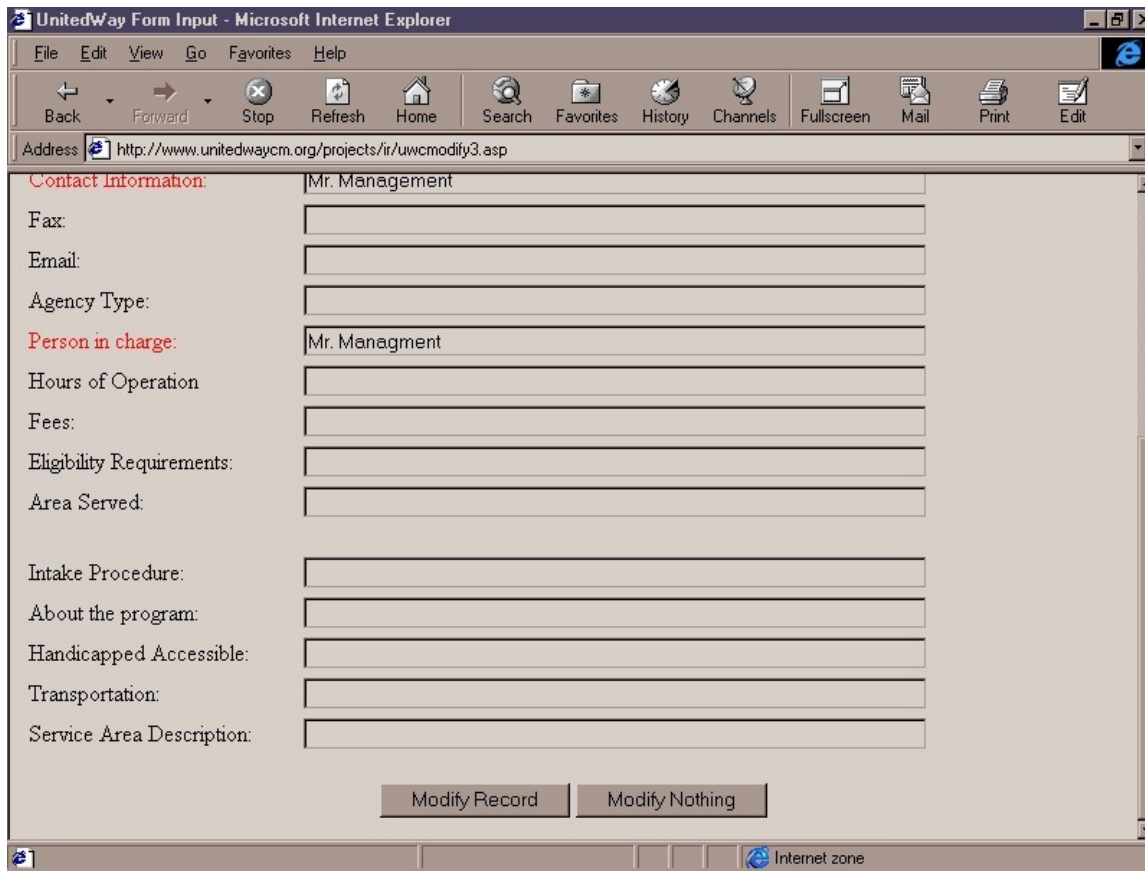 UnitedWay Form Input - Microsoft Internet Explorer
File Edit View Go Favorites Help
Back Forward Stop Refresh Home Search Favorites History Channels Fullscreen Mail Print Edit
Address http://www.unitedwaycm.org/projects/ir/uwcmodify3.asp
Contact Information: Mr. Management
Fax:
Email:
Agency Type:
Person in charge: Mr. Managment
Hours of Operation
Fees:
Eligibility Requirements:
Area Served:
Intake Procedure:
About the program:
Handicapped Accessible:
Transportation:
Service Area Description:
Modify Record Modify Nothing
Internet zone